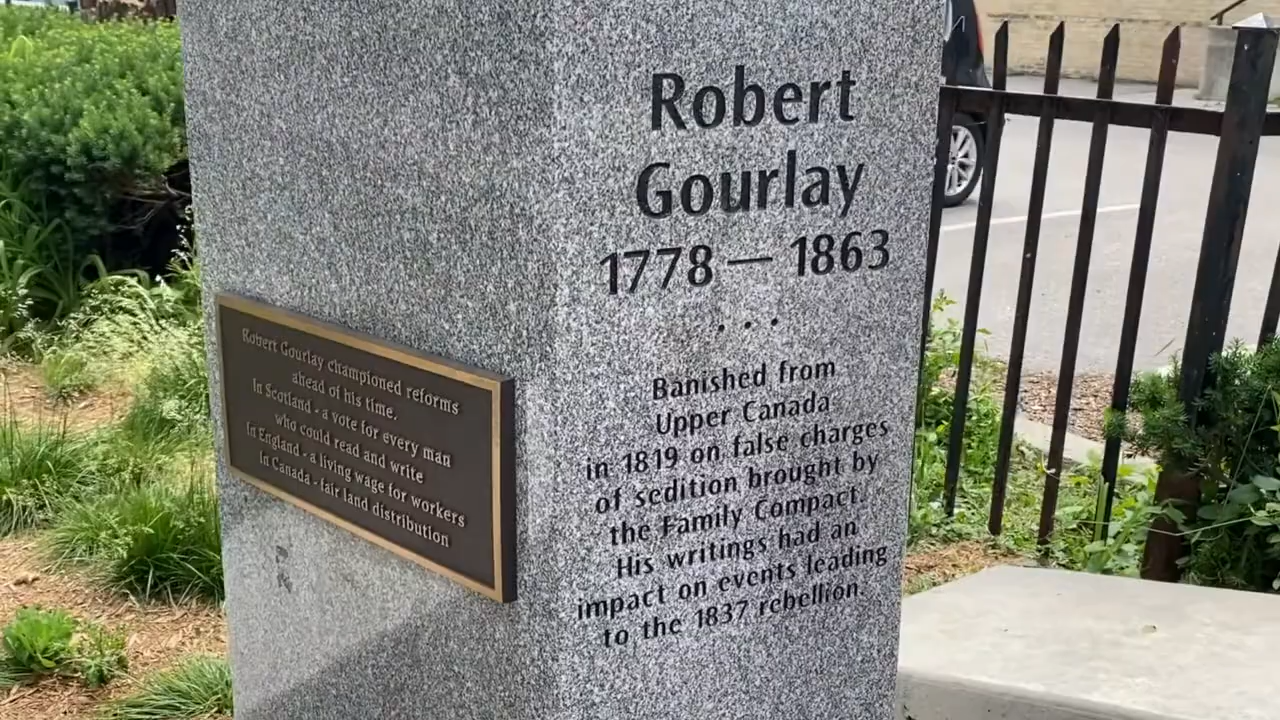 Robert
Gourlay
1778 — 1863
. . .
Banished from
Upper Canada
in 1819 on false charges
of sedition brought by
the Family Compact.
His writings had an
impact on events leading
to the 1837 rebellion.
Robert Gourlay championed reforms
ahead of his time.
In Scotland - a vote for every man
who could read and write
In England - a living wage for workers
In Canada - fair land distribution